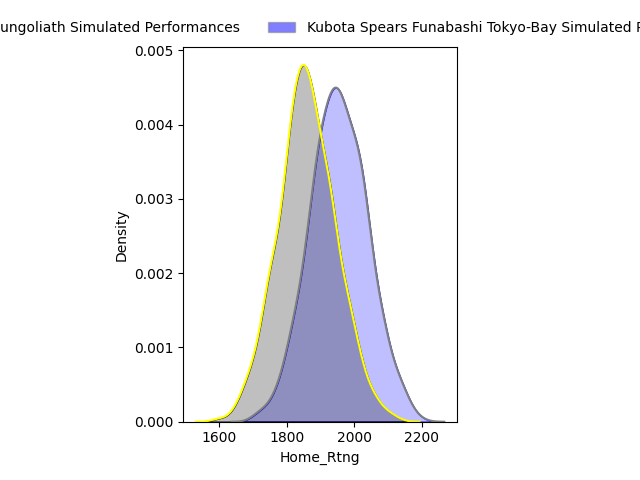 ungoliath Simulated Performances Kubota Spears Funabashi Tokyo-Bay Simulated
0.005
0.004
0.003
0.002
0.001
0.000
Density
1600 1800 2000 2200
Home_Rtng